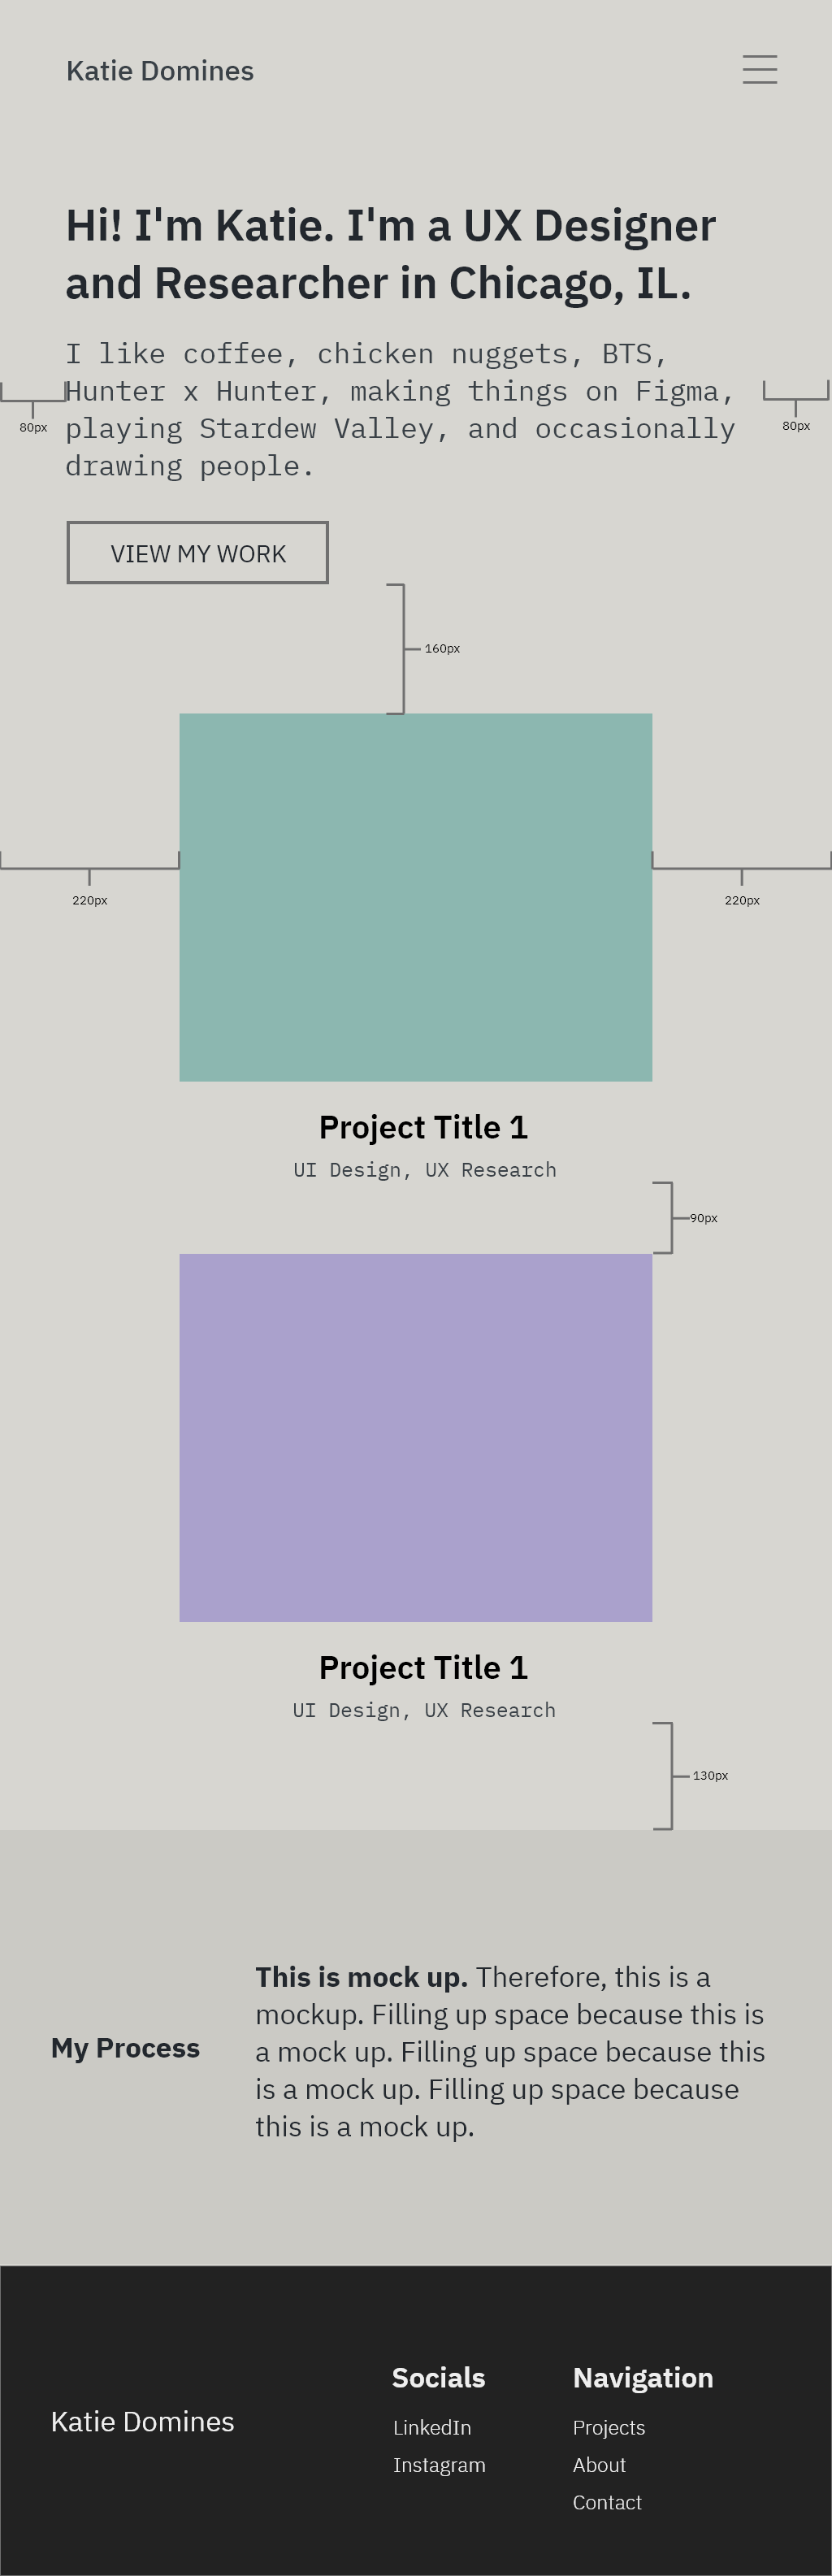 Katie Domines
Hi! I'm Katie. I'm a UX Designer
and Researcher in Chicago, IL.
I like coffee, chicken nuggets, BTS,
Hunter x Hunter, making things on Figma,
playing Stardew Valley, and occasionally
drawing people.
80px
80px
VIEW MY WORK
160px
220px
220px
Project Title 1
UI Design, UX Research
90px
Project Title 1
UI Design, UX Research
130px
My Process
This is mock up. Therefore, this is a
mockup. Filling up space because this is
a mock up. Filling up space because this
is a mock up. Filling up space because
this is a mock up.
Katie Domines
Socials
LinkedIn
Instagram
Navigation
Projects
About
Contact